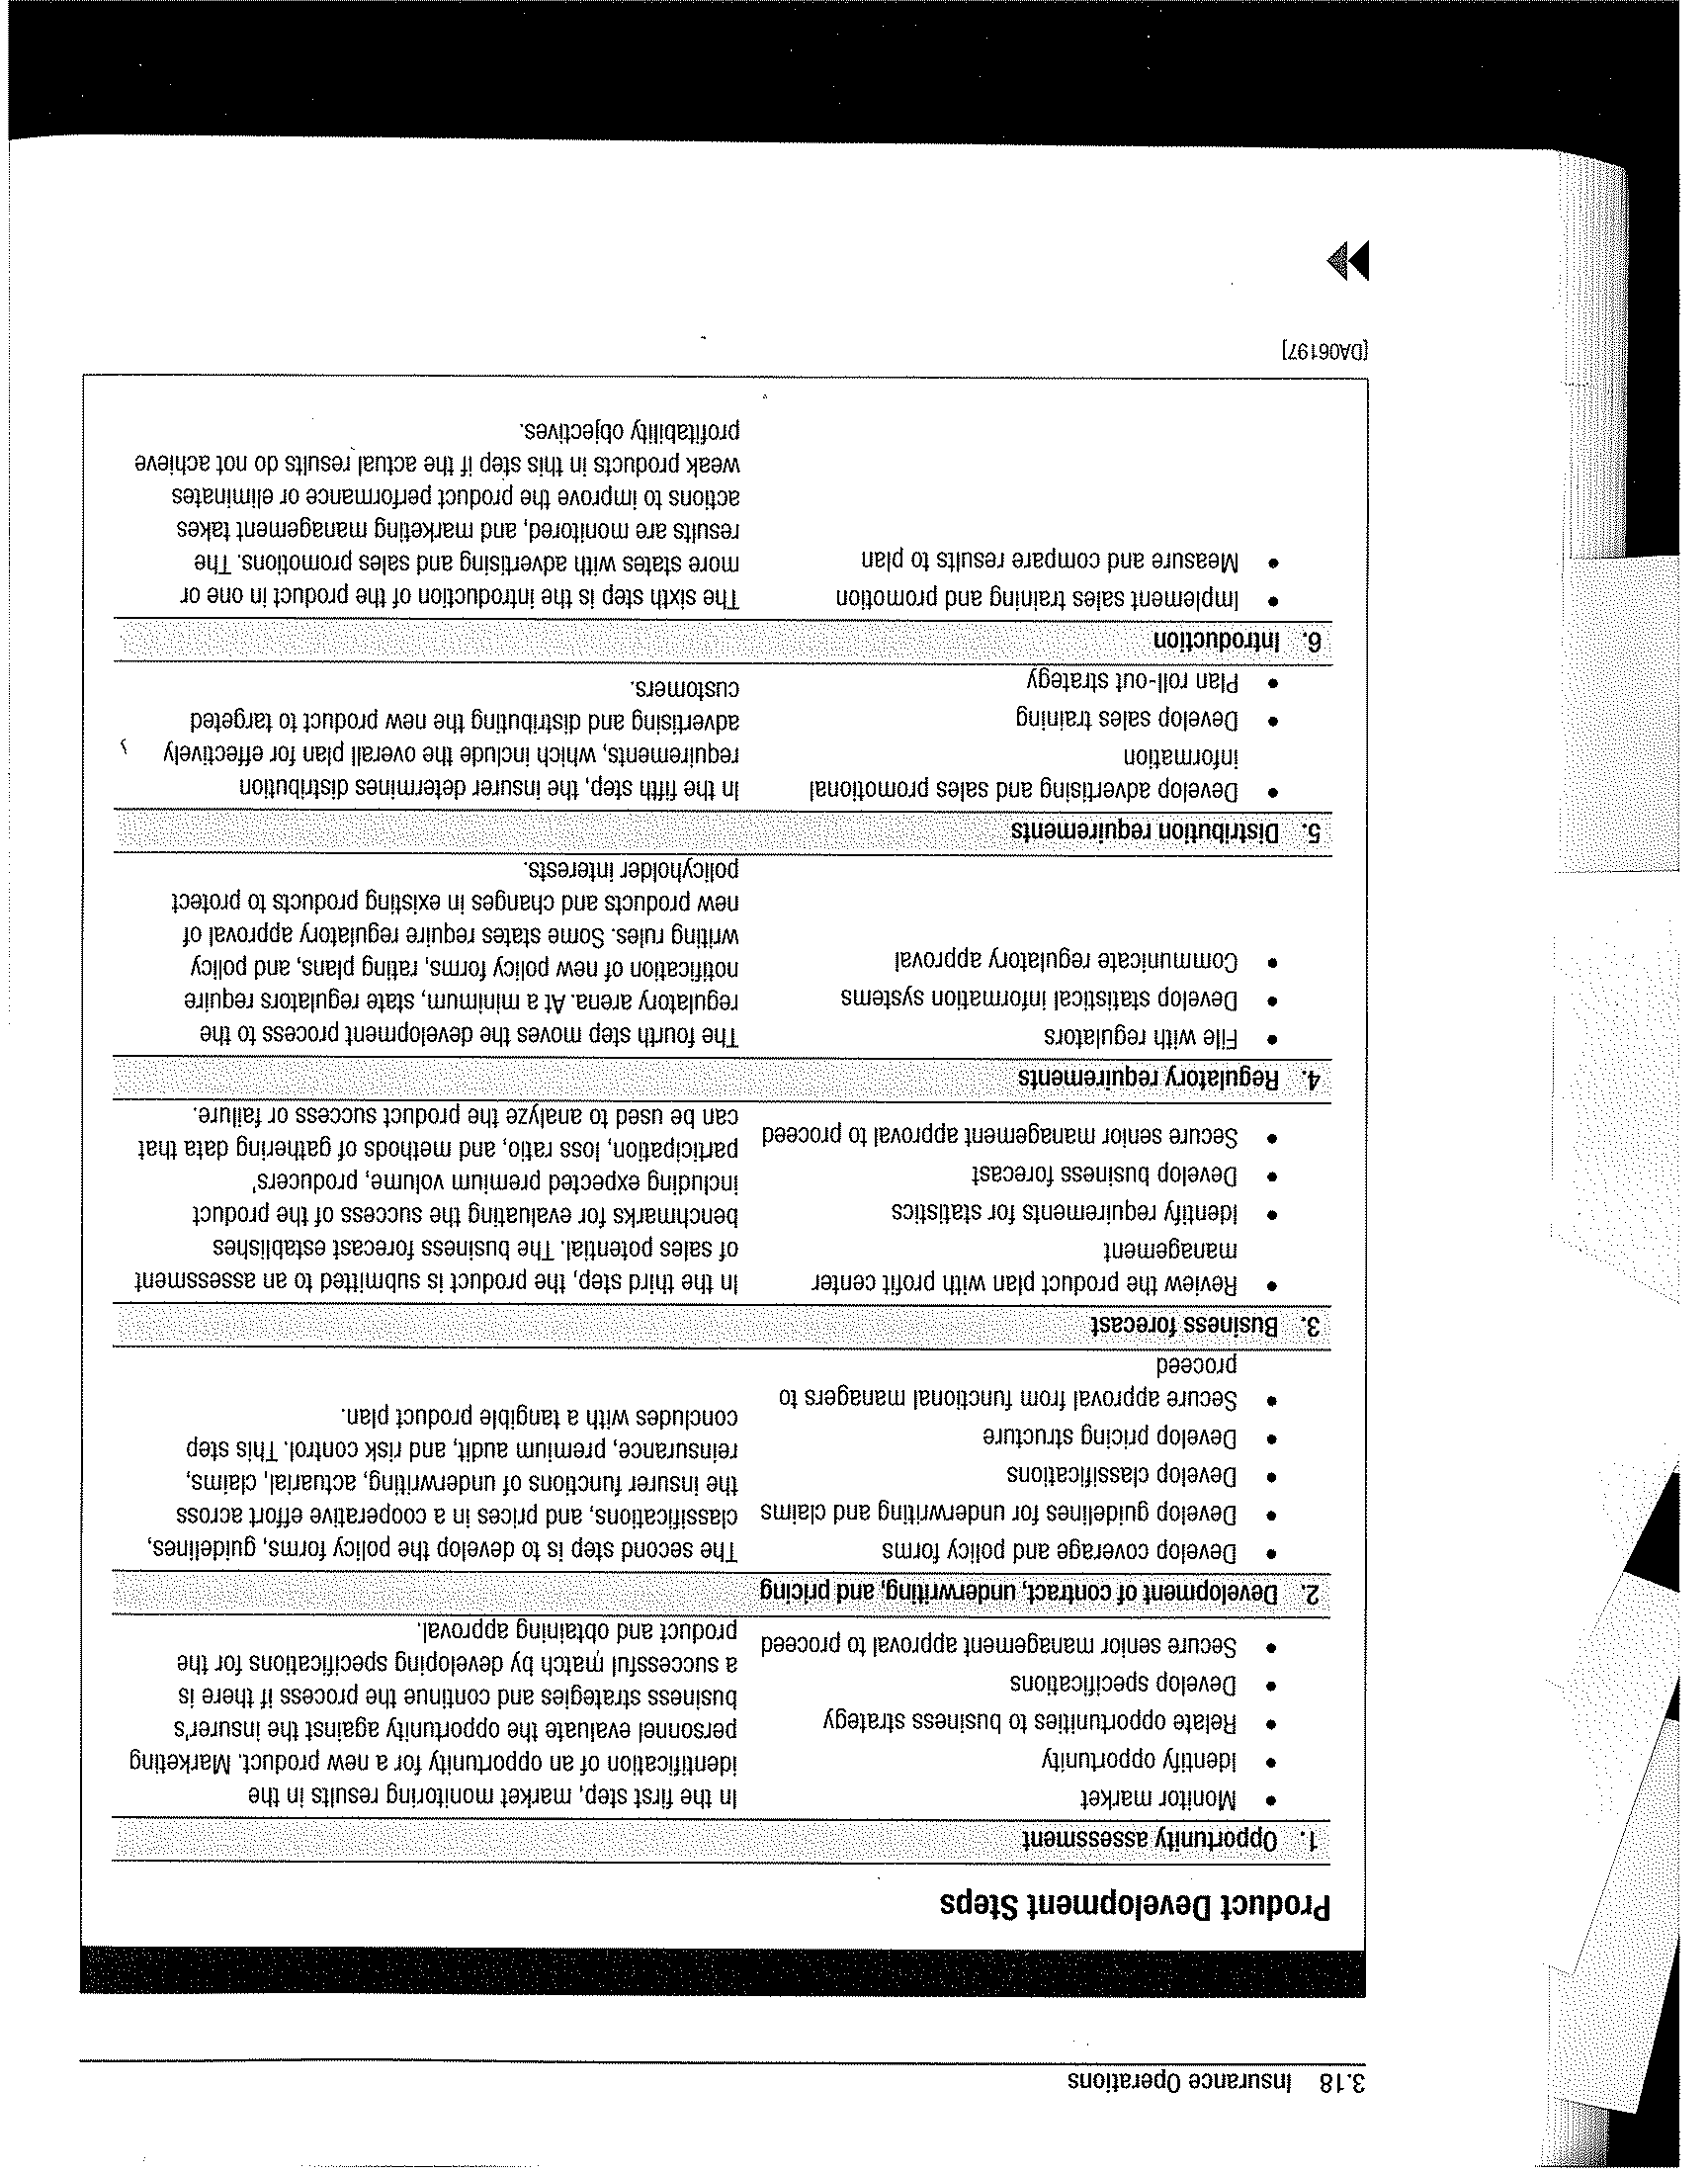 3.18 Insurance Operations
Product Development Steps
1. Opportunity assessment
• Monitor market
• Identify opportunity
• Relate opportunities to business strategy
• Develop specifications
• Secure senior management approval to proceed
In the first step, market monitoring results in the
identification of an opportunity for a new product. Marketing
personnel evaluate the opportunity against the insurer's
business strategies and continue the process if there is
a successful match by developing specifications for the
product and obtaining approval.
2. Development of contract, underwriting, and pricing
• Develop coverage and policy forms
• Develop guidelines for underwriting and claims
• Develop classifications
• Develop pricing structure
• Secure approval from functional managers to
proceed
The second step is to develop the policy forms, guidelines,
classifications, and prices in a cooperative effort across
the insurer functions of underwriting, actuarial, claims,
reinsurance, premium audit, and risk control. This step
concludes with a tangible product plan.
3. Business forecast
• Review the product plan with profit center
management
• Identify requirements for statistics
• Develop business forecast
• Secure senior management approval to proceed
In the third step, the product is submitted to an assessment
of sales potential. The business forecast establishes
benchmarks for evaluating the success of the product
including expected premium volume, producers'
participation, loss ratio, and methods of gathering data that
can be used to analyze the product success or failure.
4. Regulatory requirements
• File with regulators
• Develop statistical information systems
• Communicate regulatory approval
The fourth step moves the development process to the
regulatory arena. At a minimum, state regulators require
notification of new policy forms, rating plans, and policy
writing rules. Some states require regulatory approval of
new products and changes in existing products to protect
policyholder interests.
5. Distribution requirements
• Develop advertising and sales promotional
information
• Develop sales training
• Plan roll-out strategy
In the fifth step, the insurer determines distribution
requirements, which include the overall plan for effectively
advertising and distributing the new product to targeted
customers.
6. Introduction
• Implement sales training and promotion
• Measure and compare results to plan
The sixth step is the introduction of the product in one or
more states with advertising and sales promotions. The
results are monitored, and marketing management takes
actions to improve the product performance or eliminates
weak products in this step if the actual results do not achieve
profitability objectives.
[DA06197]